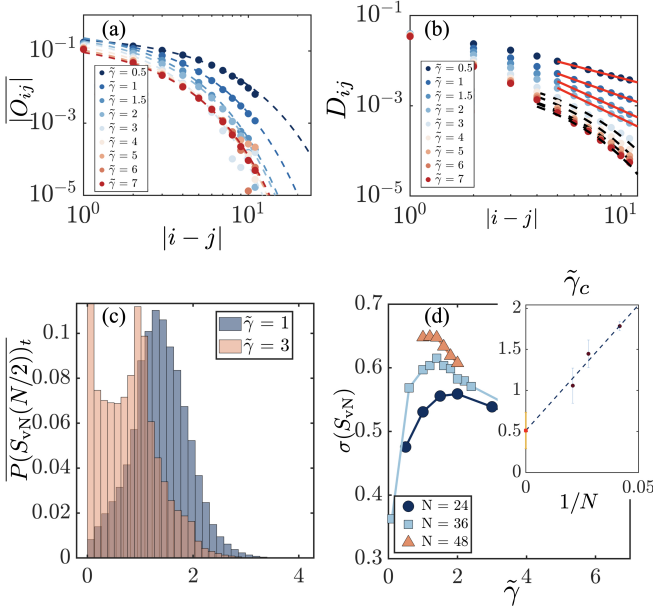 (a)
$\overline{|O_{ij}|}$
10^{-1}
10^{-3}
10^{-5}
γ̃ = 0.5
γ̃ = 1
γ̃ = 1.5
γ̃ = 2
γ̃ = 3
γ̃ = 4
γ̃ = 5
γ̃ = 6
γ̃ = 7
10^0
10^1
|i − j|
(b)
D_{ij}
10^{-1}
10^{-3}
10^{-5}
γ̃ = 0.5
γ̃ = 1
γ̃ = 1.5
γ̃ = 2
γ̃ = 3
γ̃ = 4
γ̃ = 5
γ̃ = 6
γ̃ = 7
10^0
10^1
|i − j|
(c)
$\overline{P(S_{vN}(N/2))}_t$
γ̃ = 1
γ̃ = 3
0.1
0.08
0.06
0.04
0.02
0
0
2
4
(d)
σ(S_{vN})
0.7
0.6
0.5
0.4
0.3
N = 24
N = 36
N = 48
0
2
4
6
γ̃
γ̃_c
2
1.5
1
0.5
0
0
0.05
1/N